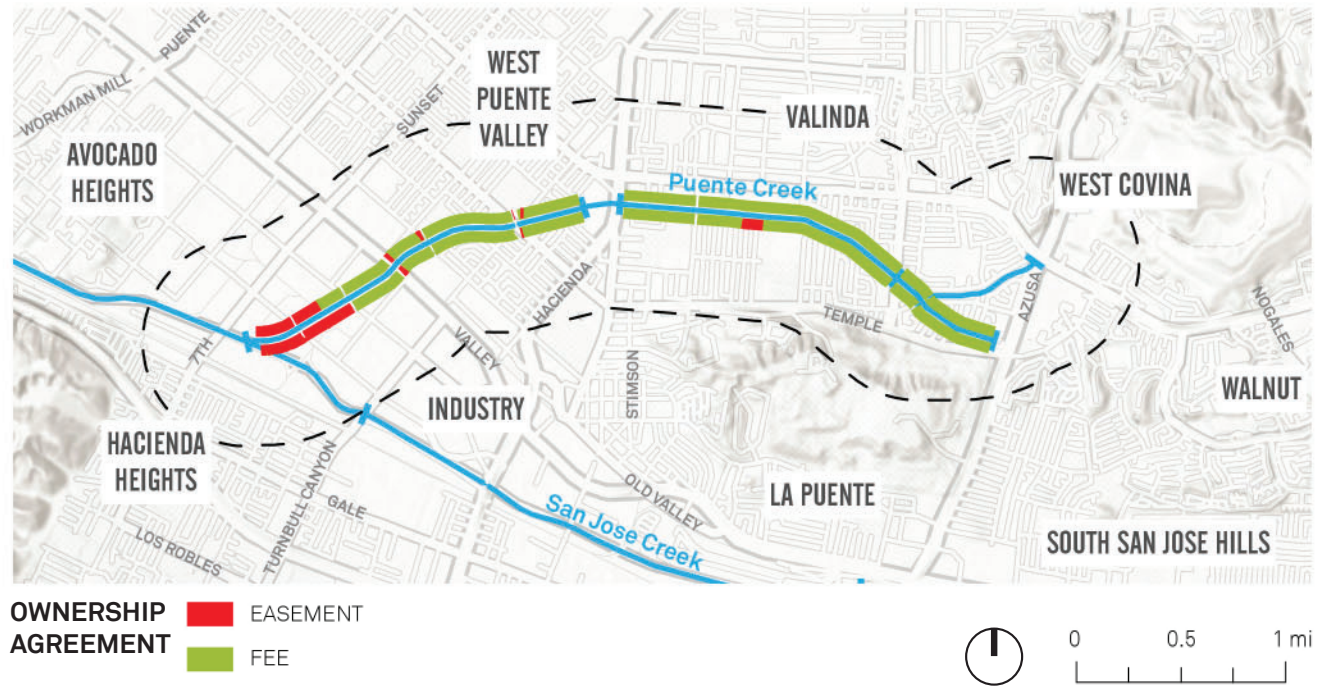 PUENTE
WORKMAN MILL
SUNSET
WEST
PUENTE
VALLEY
VALINDA
AVOCADO
HEIGHTS
Puente Creek
WEST COVINA
HACIENDA
AZUSA
NOGALES
7TH
VALLEY
TEMPLE
STIMSON
INDUSTRY
WALNUT
HACIENDA
HEIGHTS
TURNBULL CANYON
GALE
LOS ROBLES
OLD VALLEY
San Jose Creek
LA PUENTE
SOUTH SAN JOSE HILLS
OWNERSHIP
AGREEMENT
EASEMENT
FEE
0 0.5 1 mi